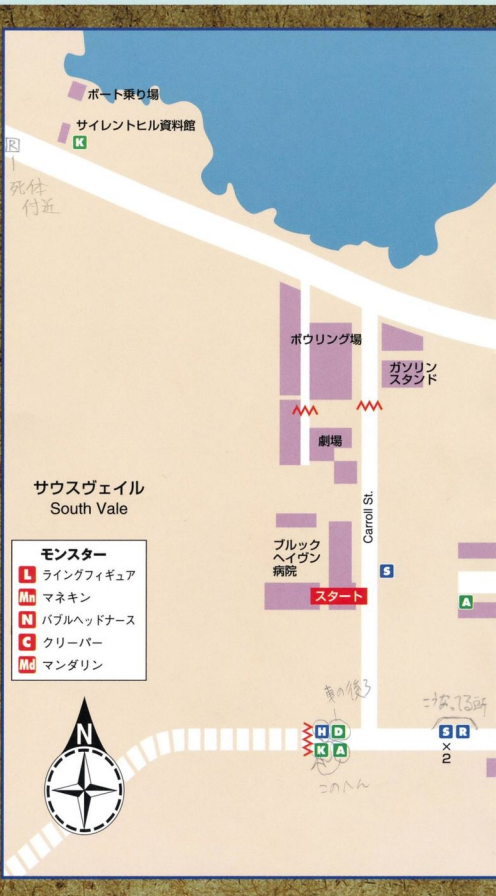 ボート乗り場
サイレントヒル資料館
K
R
死体
付近
ボウリング場
ガソリン
スタンド
劇場
サウスヴェイル
South Vale
Carroll St.
モンスター
L ライングフィギュア
Mn マネキン
N バブルヘッドナース
C クリーパー
Md マンダリン
ブルック
ヘイヴン
病院
スタート
S
A
車の後ろ
こうなってる所
H D
K A
S R
×2
このへん
N